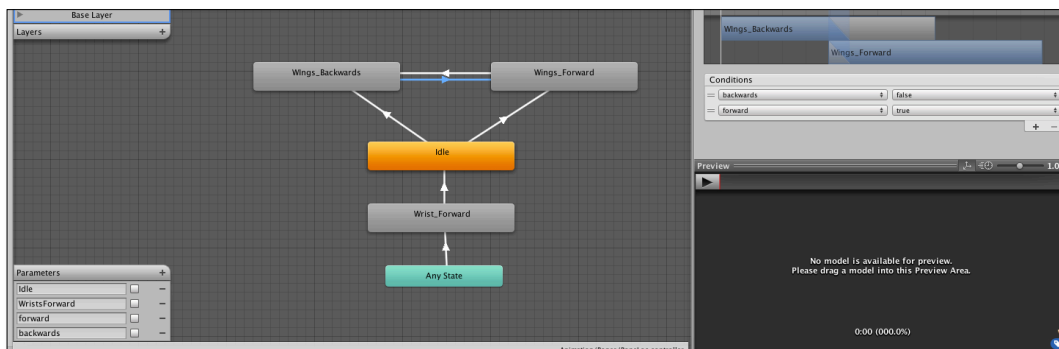 Base Layer
Layers +
WIngs_Backwards
Wings_Forward
Idle
Wrist_Forward
Any State
Parameters +
Idle −
WristsForward −
forward −
backwards −
WIngs_Backwards
Wings_Forward
Conditions
= backwards false
= forward true
+ −
Preview 1.0
No model is available for preview.
Please drag a model into this Preview Area.
0:00 (000.0%)